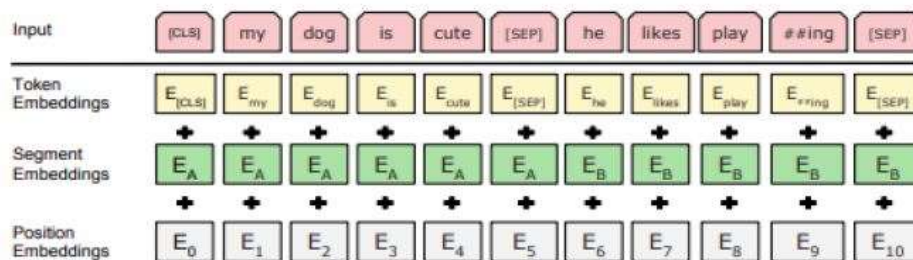 Input [CLS] my dog is cute [SEP] he likes play ##ing [SEP]
Token Embeddings E[CLS] Emy Edog Eis Ecute E[SEP] Ehe Elikes Eplay E##ing E[SEP]
+ + + + + + + + + + +
Segment Embeddings EA EA EA EA EA EA EB EB EB EB EB
+ + + + + + + + + + +
Position Embeddings E0 E1 E2 E3 E4 E5 E6 E7 E8 E9 E10